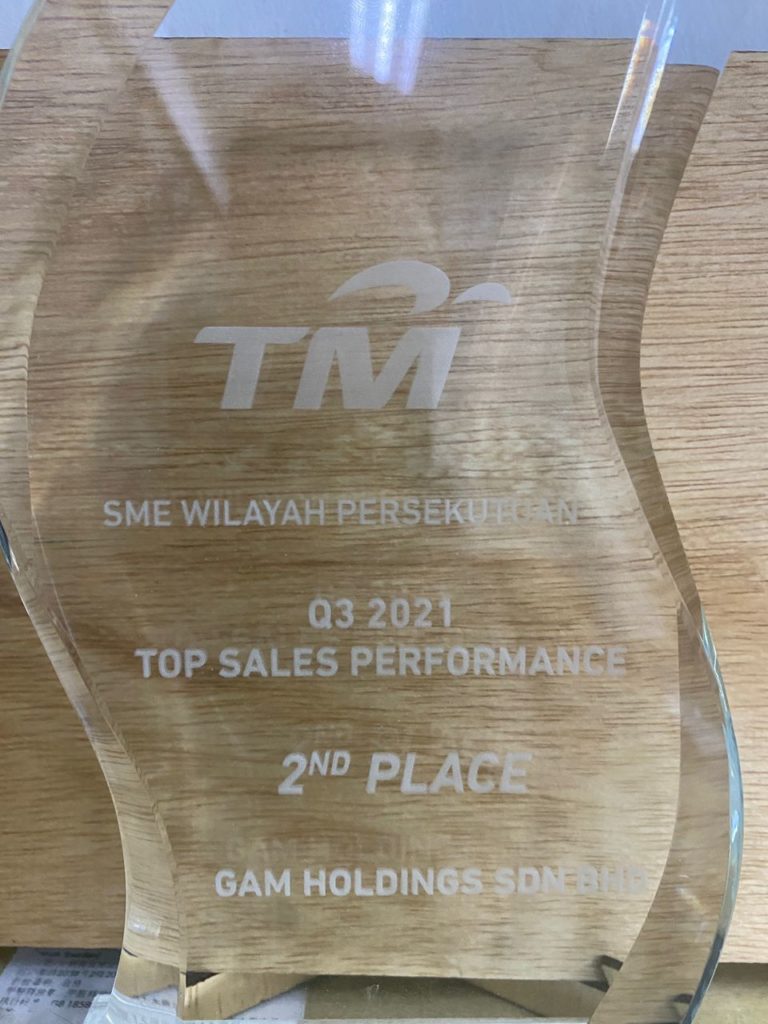 TM
SME WILAYAH PERSEKUTUAN
Q3 2021
TOP SALES PERFORMANCE
2ND PLACE
GAM HOLDINGS SDN BHD